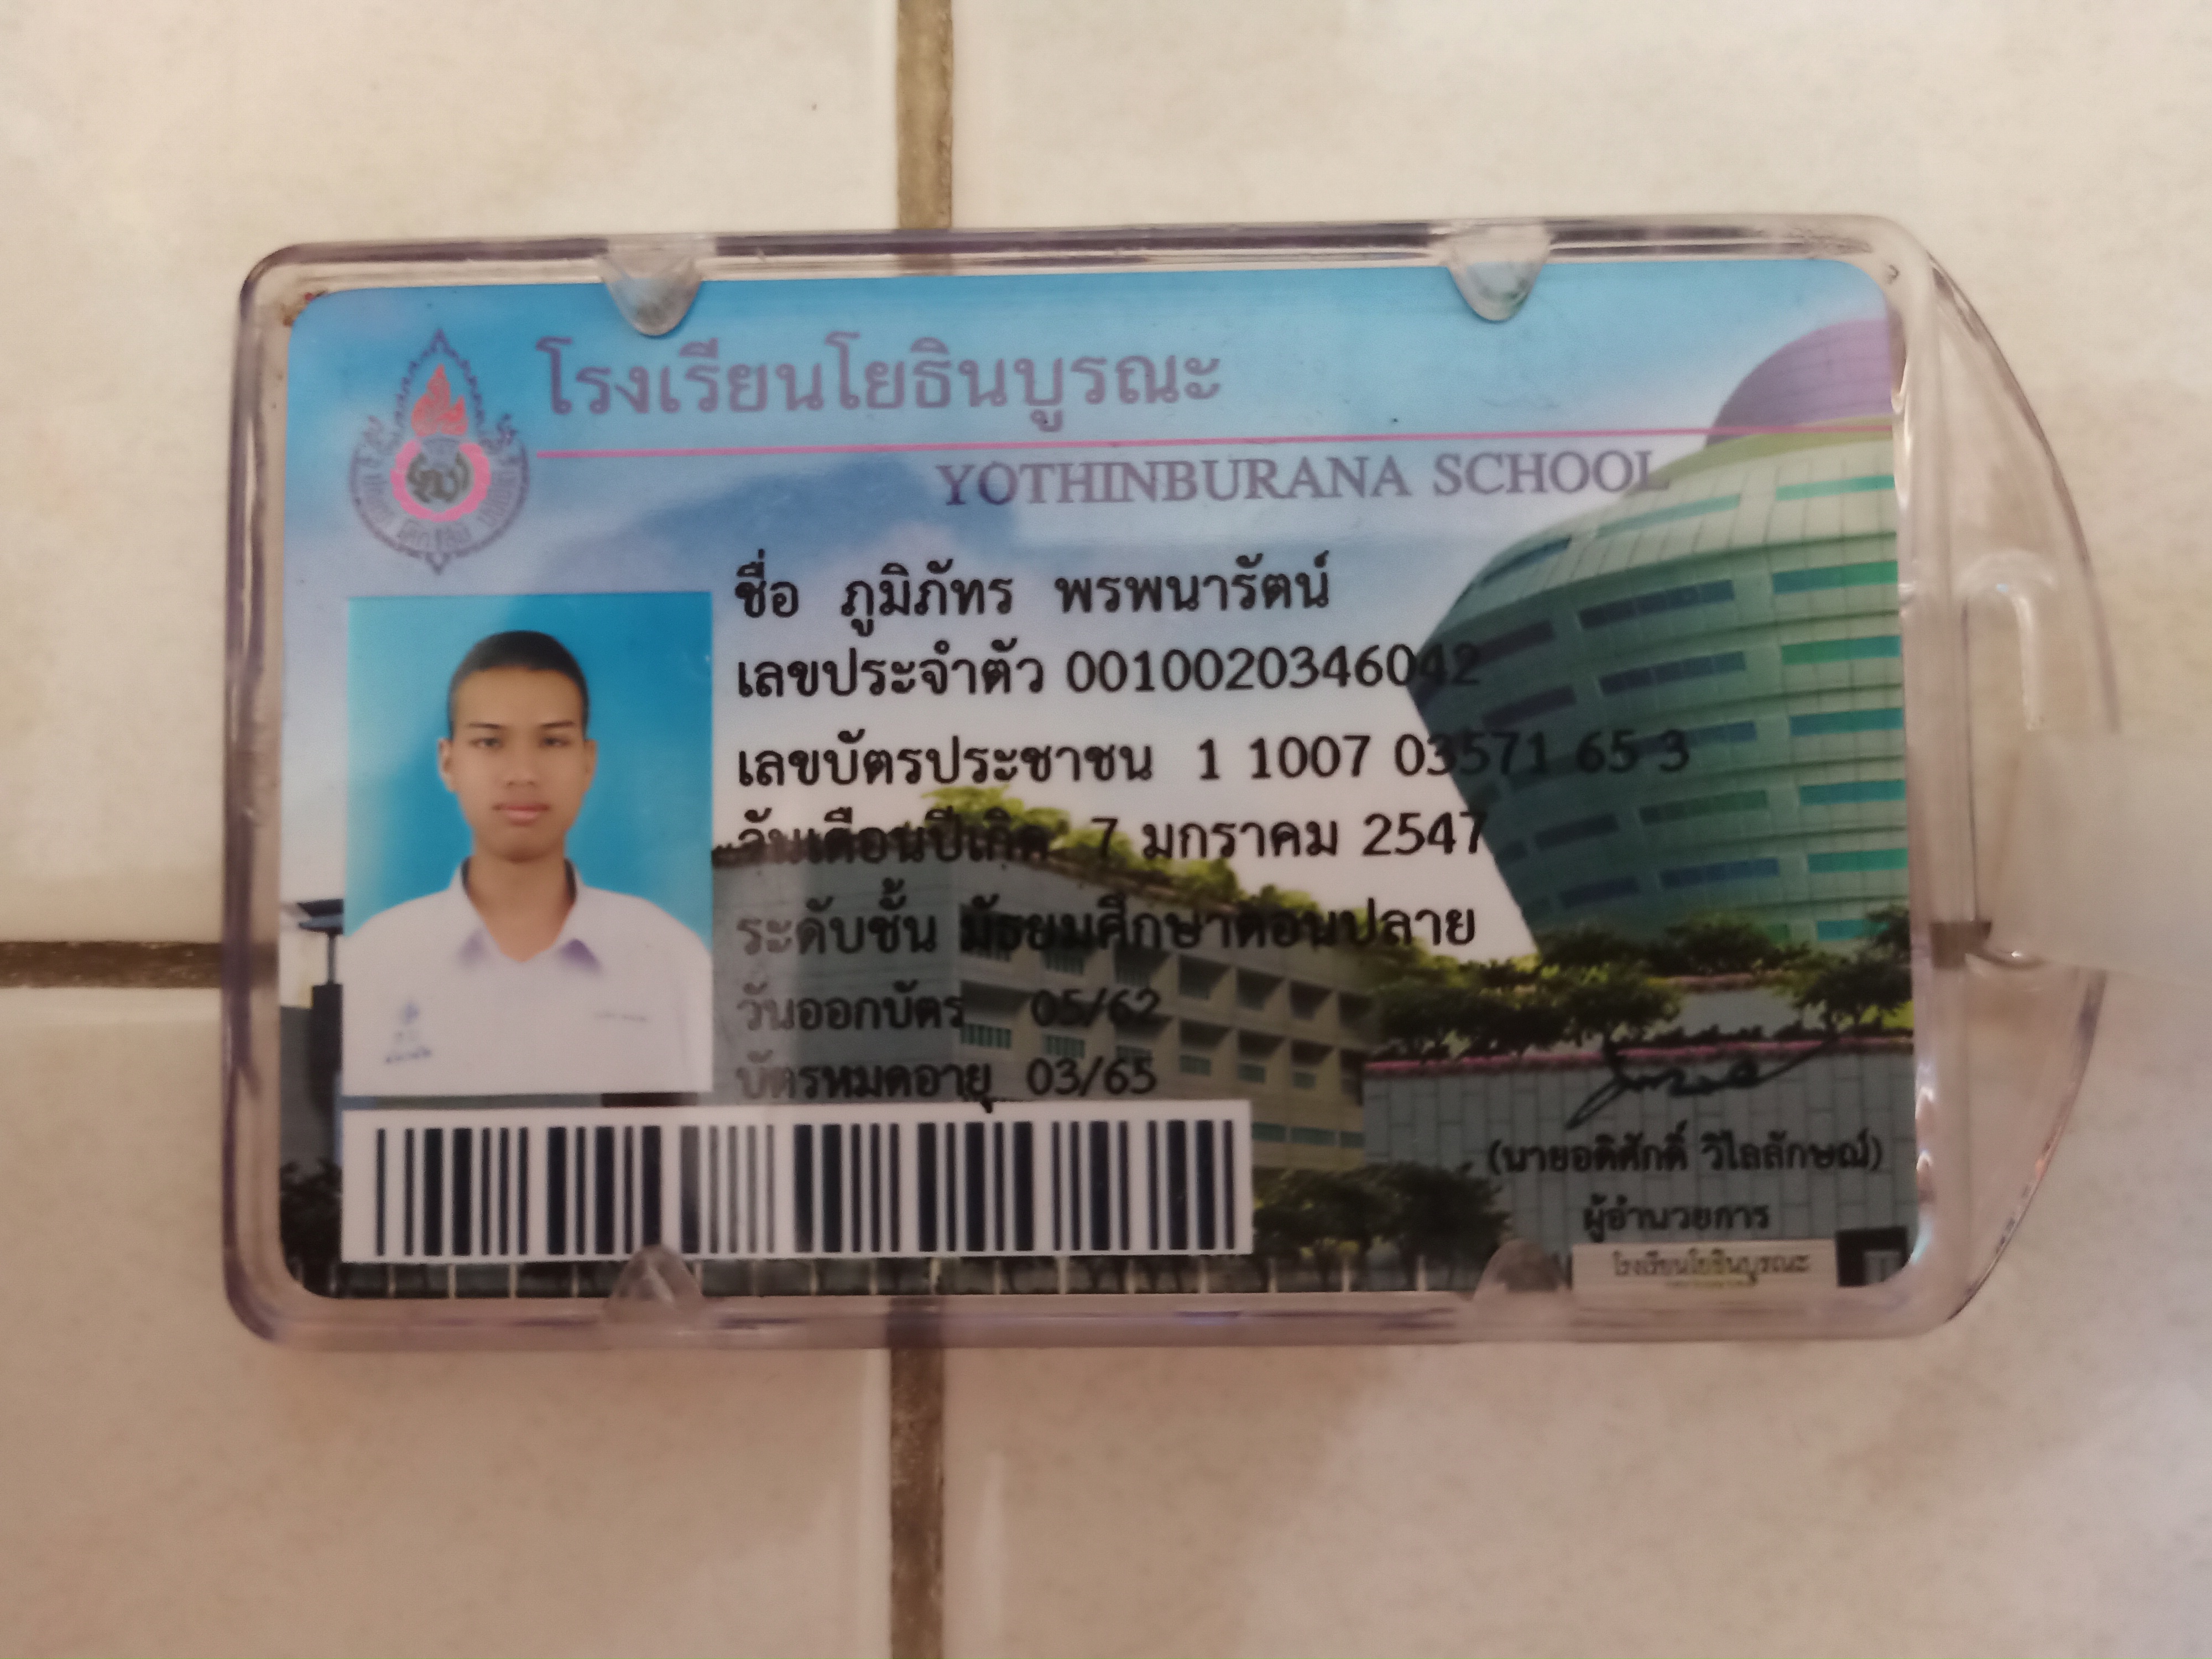 โรงเรียนโยธินบูรณะ
YOTHINBURANA SCHOOL
ชื่อ ภูมิภัทร พรพนารัตน์
เลขประจำตัว 0010020346042
เลขบัตรประชาชน 1 1007 03571 65 3
วันเดือนปีเกิด 7 มกราคม 2547
ระดับชั้น มัธยมศึกษาตอนปลาย
วันออกบัตร 05/62
บัตรหมดอายุ 03/65
(นายอดิศักดิ์ วิไลลักษณ์)
ผู้อำนวยการ
โรงเรียนโยธินบูรณะ